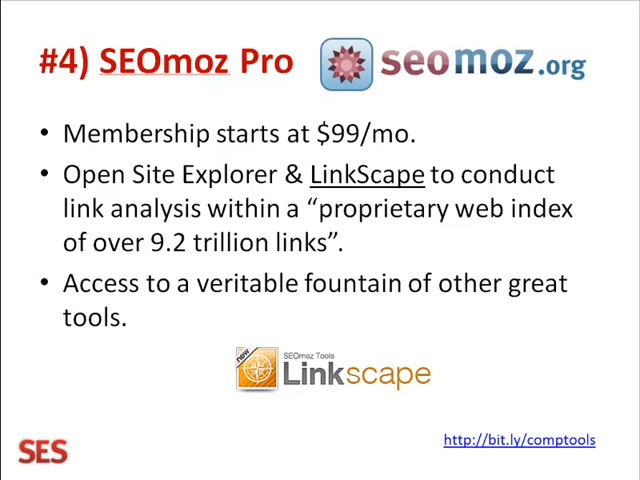 #4) SEOmoz Pro
seomoz.org
• Membership starts at $99/mo.
• Open Site Explorer & LinkScape to conduct
link analysis within a “proprietary web index
of over 9.2 trillion links”.
• Access to a veritable fountain of other great
tools.
new
SEOmoz Tools
Linkscape
SES
http://bit.ly/comptools